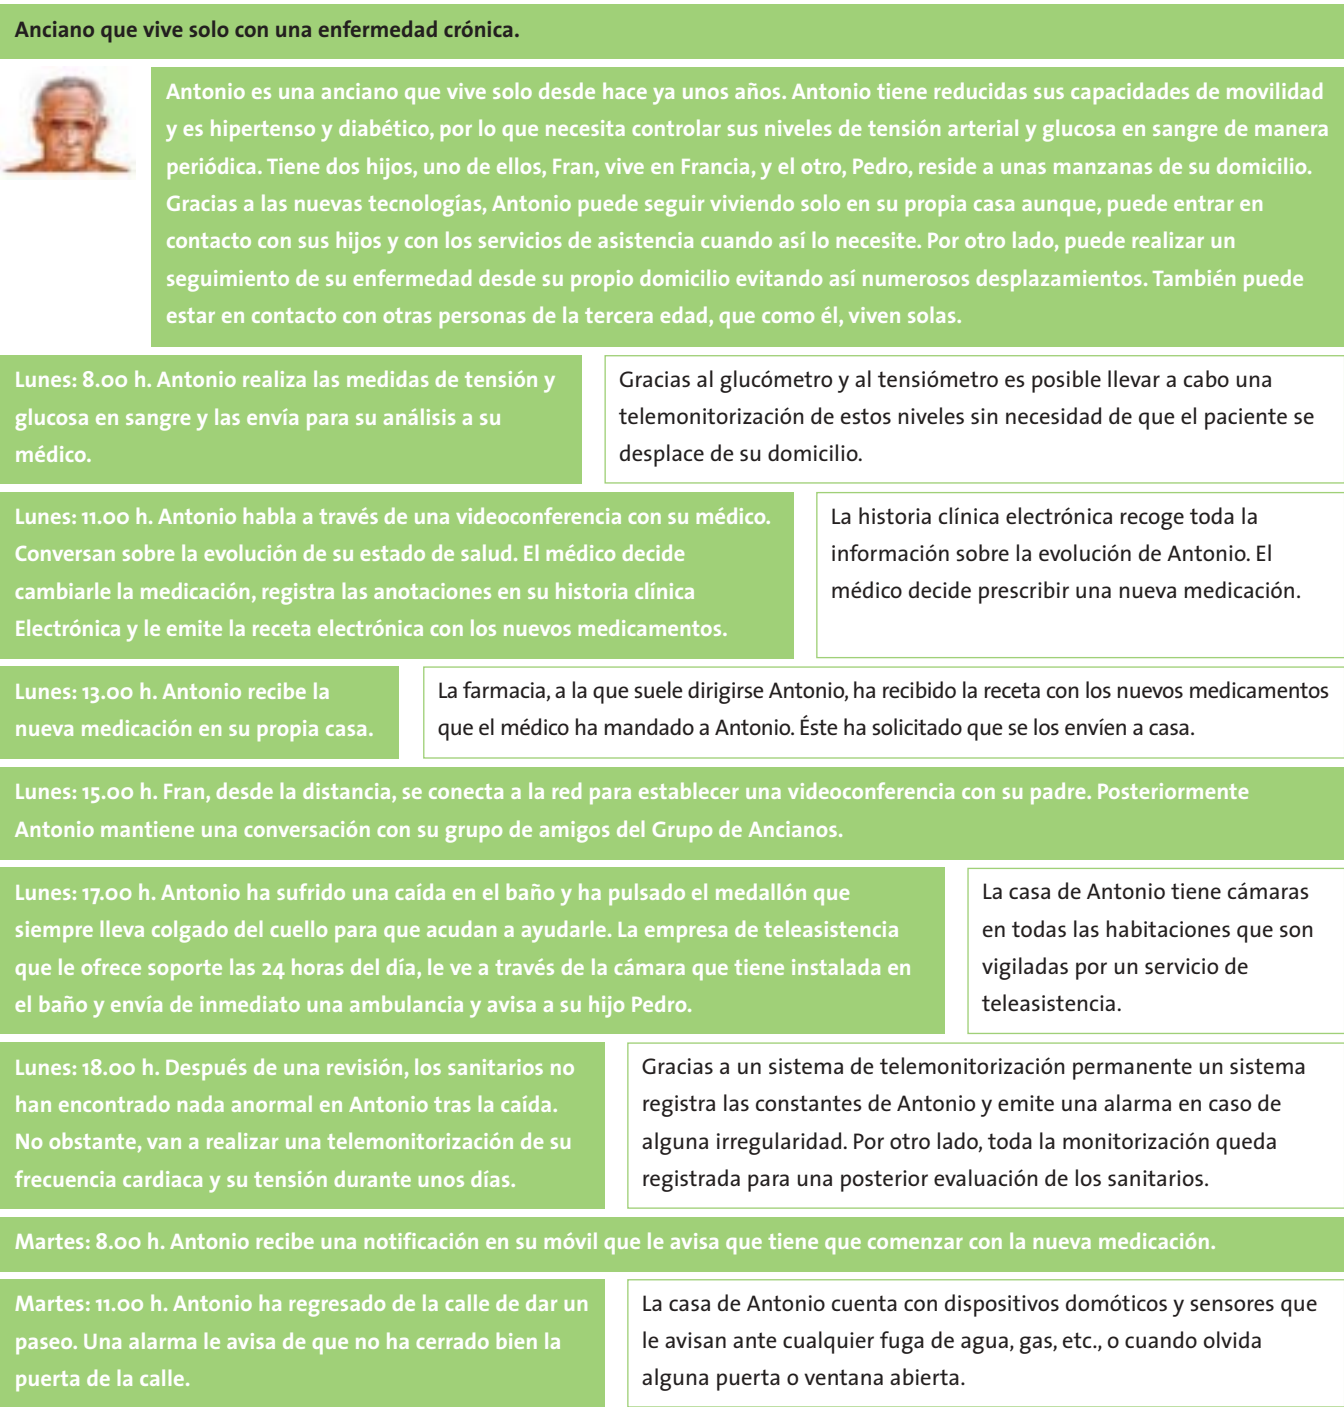 Anciano que vive solo con una enfermedad crónica.
Antonio es una anciano que vive solo desde hace ya unos años. Antonio tiene reducidas sus capacidades de movilidad
y es hipertenso y diabético, por lo que necesita controlar sus niveles de tensión arterial y glucosa en sangre de manera
periódica. Tiene dos hijos, uno de ellos, Fran, vive en Francia, y el otro, Pedro, reside a unas manzanas de su domicilio.
Gracias a las nuevas tecnologías, Antonio puede seguir viviendo solo en su propia casa aunque, puede entrar en
contacto con sus hijos y con los servicios de asistencia cuando así lo necesite. Por otro lado, puede realizar un
seguimiento de su enfermedad desde su propio domicilio evitando así numerosos desplazamientos. También puede
estar en contacto con otras personas de la tercera edad, que como él, viven solas.
Lunes: 8.00 h. Antonio realiza las medidas de tensión y
glucosa en sangre y las envía para su análisis a su
médico.
Gracias al glucómetro y al tensiómetro es posible llevar a cabo una
telemonitorización de estos niveles sin necesidad de que el paciente se
desplace de su domicilio.
Lunes: 11.00 h. Antonio habla a través de una videoconferencia con su médico.
Conversan sobre la evolución de su estado de salud. El médico decide
cambiarle la medicación, registra las anotaciones en su historia clínica
Electrónica y le emite la receta electrónica con los nuevos medicamentos.
La historia clínica electrónica recoge toda la
información sobre la evolución de Antonio. El
médico decide prescribir una nueva medicación.
Lunes: 13.00 h. Antonio recibe la
nueva medicación en su propia casa.
La farmacia, a la que suele dirigirse Antonio, ha recibido la receta con los nuevos medicamentos
que el médico ha mandado a Antonio. Éste ha solicitado que se los envíen a casa.
Lunes: 15.00 h. Fran, desde la distancia, se conecta a la red para establecer una videoconferencia con su padre. Posteriormente
Antonio mantiene una conversación con su grupo de amigos del Grupo de Ancianos.
Lunes: 17.00 h. Antonio ha sufrido una caída en el baño y ha pulsado el medallón que
siempre lleva colgado del cuello para que acudan a ayudarle. La empresa de teleasistencia
que le ofrece soporte las 24 horas del día, le ve a través de la cámara que tiene instalada en
el baño y envía de inmediato una ambulancia y avisa a su hijo Pedro.
La casa de Antonio tiene cámaras
en todas las habitaciones que son
vigiladas por un servicio de
teleasistencia.
Lunes: 18.00 h. Después de una revisión, los sanitarios no
han encontrado nada anormal en Antonio tras la caída.
No obstante, van a realizar una telemonitorización de su
frecuencia cardiaca y su tensión durante unos días.
Gracias a un sistema de telemonitorización permanente un sistema
registra las constantes de Antonio y emite una alarma en caso de
alguna irregularidad. Por otro lado, toda la monitorización queda
registrada para una posterior evaluación de los sanitarios.
Martes: 8.00 h. Antonio recibe una notificación en su móvil que le avisa que tiene que comenzar con la nueva medicación.
Martes: 11.00 h. Antonio ha regresado de la calle de dar un
paseo. Una alarma le avisa de que no ha cerrado bien la
puerta de la calle.
La casa de Antonio cuenta con dispositivos domóticos y sensores que
le avisan ante cualquier fuga de agua, gas, etc., o cuando olvida
alguna puerta o ventana abierta.